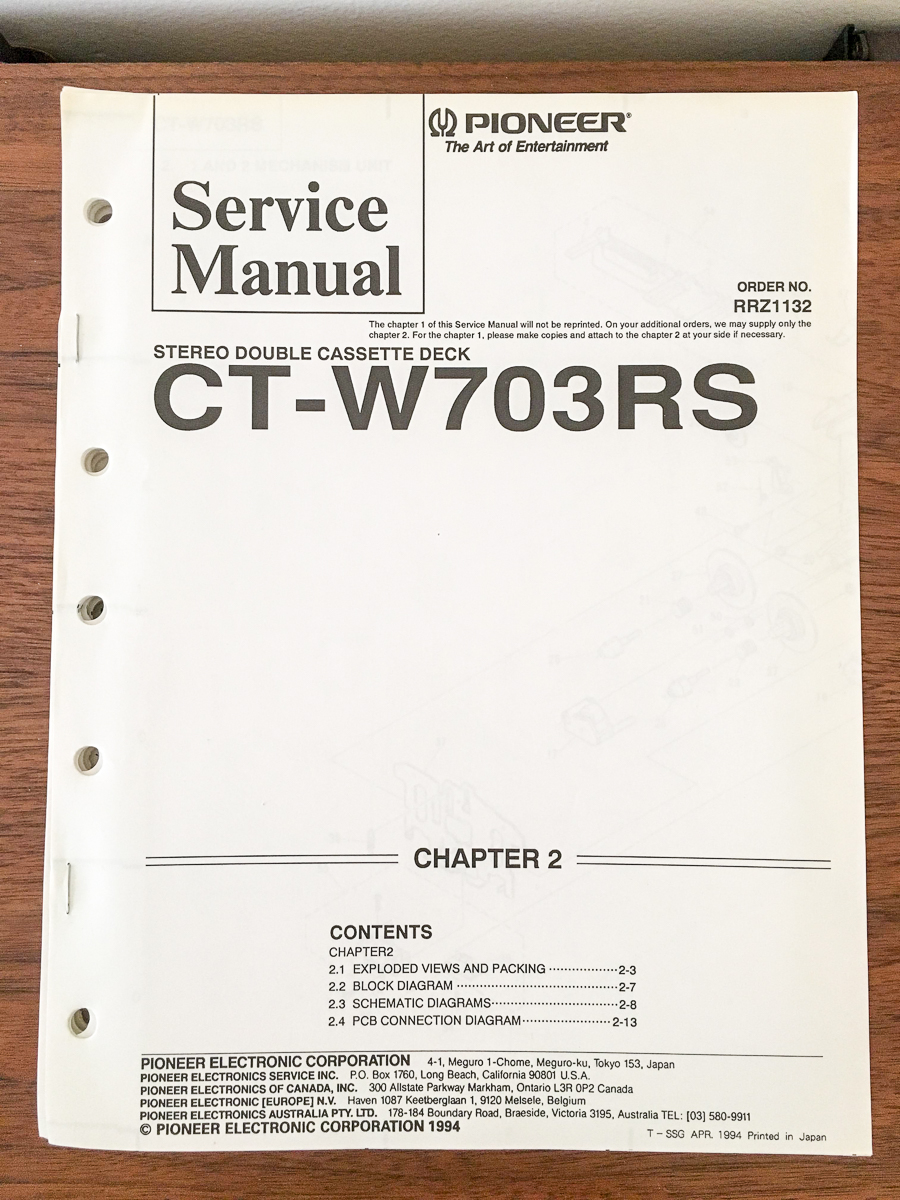 PIONEER®
The Art of Entertainment
Service
Manual
ORDER NO.
RRZ1132
The chapter 1 of this Service Manual will not be reprinted. On your additional orders, we may supply only the
chapter 2. For the chapter 1, please make copies and attach to the chapter 2 at your side if necessary.
STEREO DOUBLE CASSETTE DECK
CT-W703RS
CHAPTER 2
CONTENTS
CHAPTER2
2.1 EXPLODED VIEWS AND PACKING ··················2-3
2.2 BLOCK DIAGRAM ··········································2-7
2.3 SCHEMATIC DIAGRAMS·································2-8
2.4 PCB CONNECTION DIAGRAM·······················2-13
PIONEER ELECTRONIC CORPORATION 4-1, Meguro 1-Chome, Meguro-ku, Tokyo 153, Japan
PIONEER ELECTRONICS SERVICE INC. P.O. Box 1760, Long Beach, California 90801 U.S.A.
PIONEER ELECTRONICS OF CANADA, INC. 300 Allstate Parkway Markham, Ontario L3R 0P2 Canada
PIONEER ELECTRONIC [EUROPE] N.V. Haven 1087 Keetberglaan 1, 9120 Melsele, Belgium
PIONEER ELECTRONICS AUSTRALIA PTY. LTD. 178-184 Boundary Road, Braeside, Victoria 3195, Australia TEL: [03] 580-9911
© PIONEER ELECTRONIC CORPORATION 1994
T – SSG APR. 1994 Printed in Japan